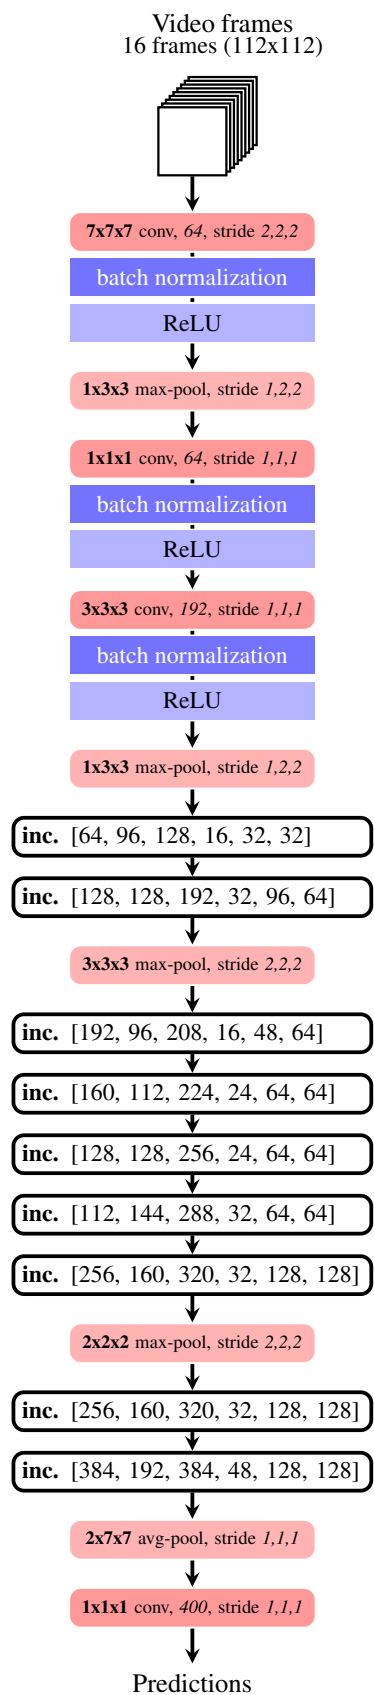 Video frames
16 frames (112x112)
7x7x7 conv, 64, stride 2,2,2
batch normalization
ReLU
1x3x3 max-pool, stride 1,2,2
1x1x1 conv, 64, stride 1,1,1
batch normalization
ReLU
3x3x3 conv, 192, stride 1,1,1
batch normalization
ReLU
1x3x3 max-pool, stride 1,2,2
inc. [64, 96, 128, 16, 32, 32]
inc. [128, 128, 192, 32, 96, 64]
3x3x3 max-pool, stride 2,2,2
inc. [192, 96, 208, 16, 48, 64]
inc. [160, 112, 224, 24, 64, 64]
inc. [128, 128, 256, 24, 64, 64]
inc. [112, 144, 288, 32, 64, 64]
inc. [256, 160, 320, 32, 128, 128]
2x2x2 max-pool, stride 2,2,2
inc. [256, 160, 320, 32, 128, 128]
inc. [384, 192, 384, 48, 128, 128]
2x7x7 avg-pool, stride 1,1,1
1x1x1 conv, 400, stride 1,1,1
Predictions